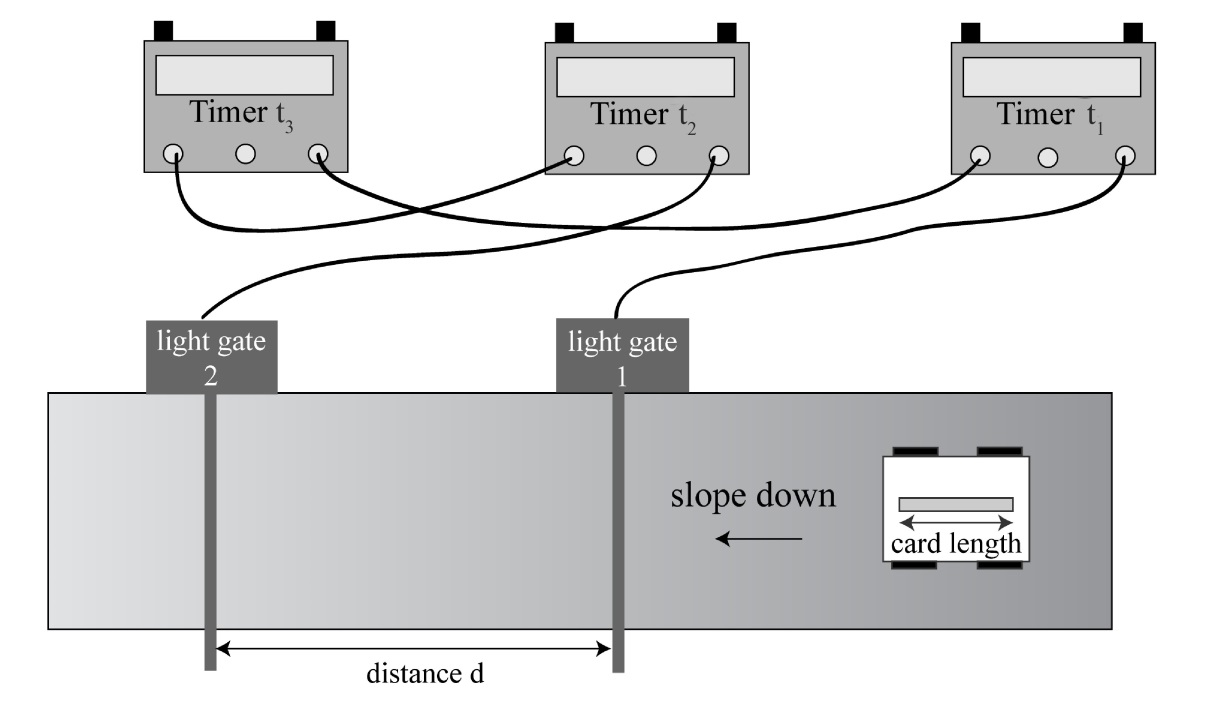 Timer t₃
Timer t₂
Timer t₁
light gate
2
light gate
1
slope down
card length
distance d